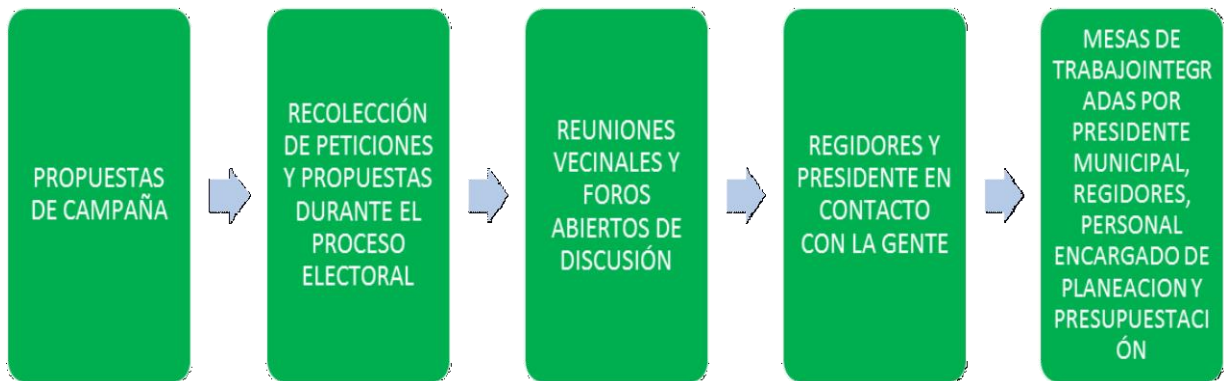 PROPUESTAS
DE CAMPAÑA
RECOLECCIÓN
DE PETICIONES
Y PROPUESTAS
DURANTE EL
PROCESO
ELECTORAL
REUNIONES
VECINALES Y
FOROS
ABIERTOS DE
DISCUSIÓN
REGIDORES Y
PRESIDENTE EN
CONTACTO
CON LA GENTE
MESAS DE
TRABAJOINTEGR
ADAS POR
PRESIDENTE
MUNICIPAL,
REGIDORES,
PERSONAL
ENCARGADO DE
PLANEACION Y
PRESUPUESTACI
ÓN